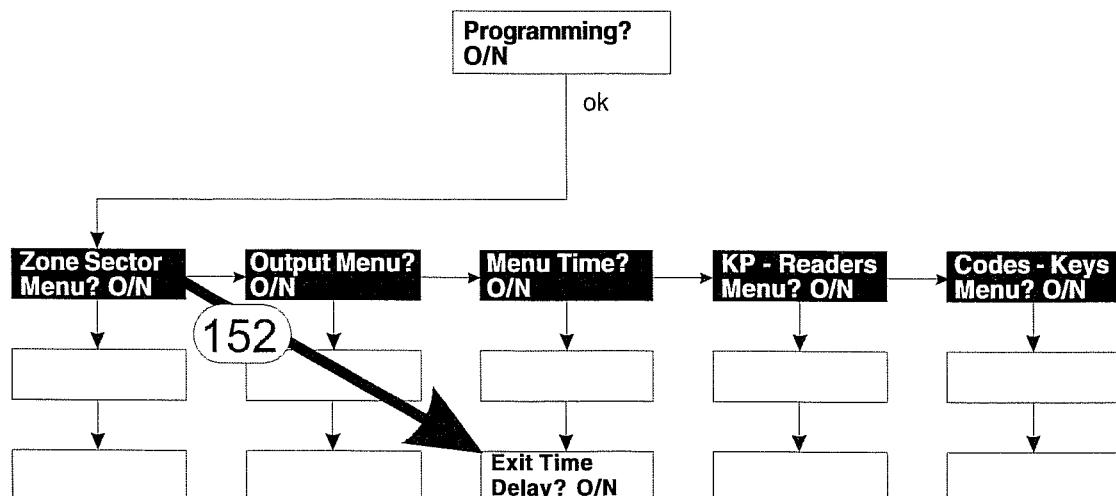 Programming?
O/N
ok
Zone Sector
Menu? O/N
Output Menu?
O/N
Menu Time?
O/N
KP - Readers
Menu? O/N
Codes - Keys
Menu? O/N
152
Exit Time
Delay? O/N